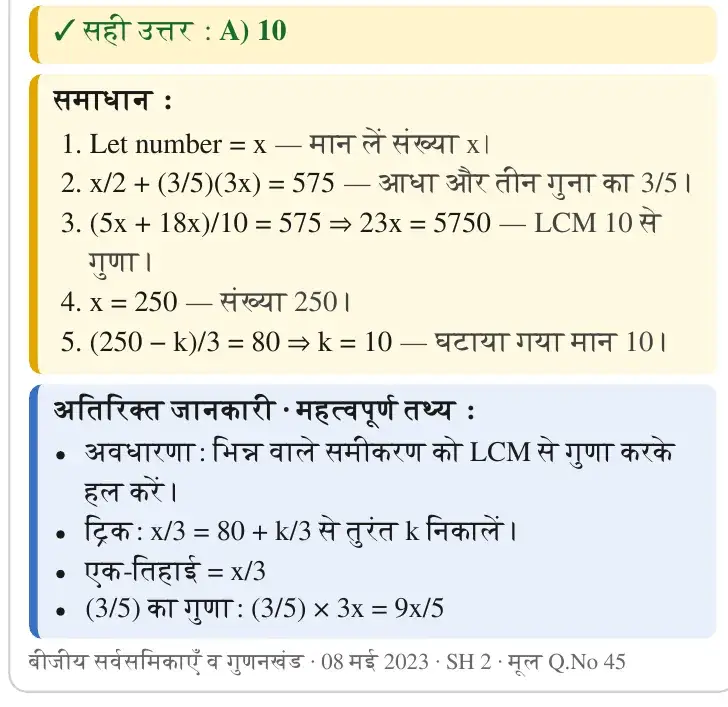 ✓ सही उत्तर : A) 10
समाधान :
1. Let number = x — मान लें संख्या x।
2. x/2 + (3/5)(3x) = 575 — आधा और तीन गुना का 3/5।
3. (5x + 18x)/10 = 575 ⇒ 23x = 5750 — LCM 10 से
गुणा।
4. x = 250 — संख्या 250।
5. (250 − k)/3 = 80 ⇒ k = 10 — घटाया गया मान 10।
अतिरिक्त जानकारी · महत्वपूर्ण तथ्य :
• अवधारणा : भिन्न वाले समीकरण को LCM से गुणा करके
हल करें।
• ट्रिक : x/3 = 80 + k/3 से तुरंत k निकालें।
• एक-तिहाई = x/3
• (3/5) का गुणा : (3/5) × 3x = 9x/5
बीजीय सर्वसमिकाएँ व गुणनखंड · 08 मई 2023 · SH 2 · मूल Q.No 45